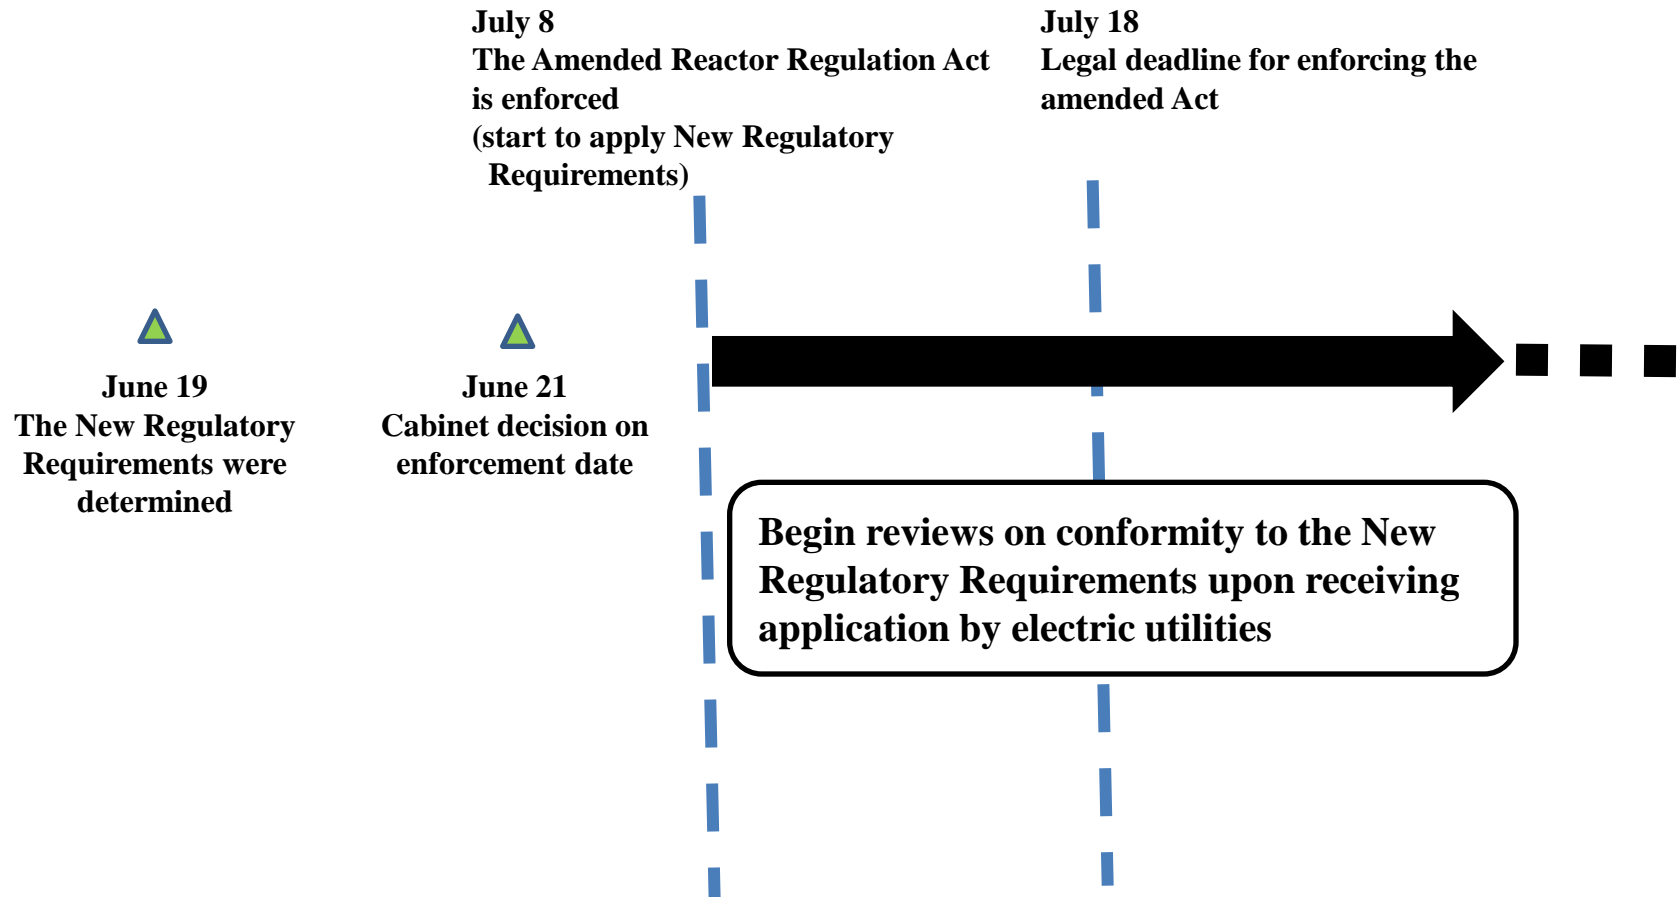 July 8
The Amended Reactor Regulation Act
is enforced
(start to apply New Regulatory
Requirements)
July 18
Legal deadline for enforcing the
amended Act
June 19
The New Regulatory
Requirements were
determined
June 21
Cabinet decision on
enforcement date
Begin reviews on conformity to the New
Regulatory Requirements upon receiving
application by electric utilities